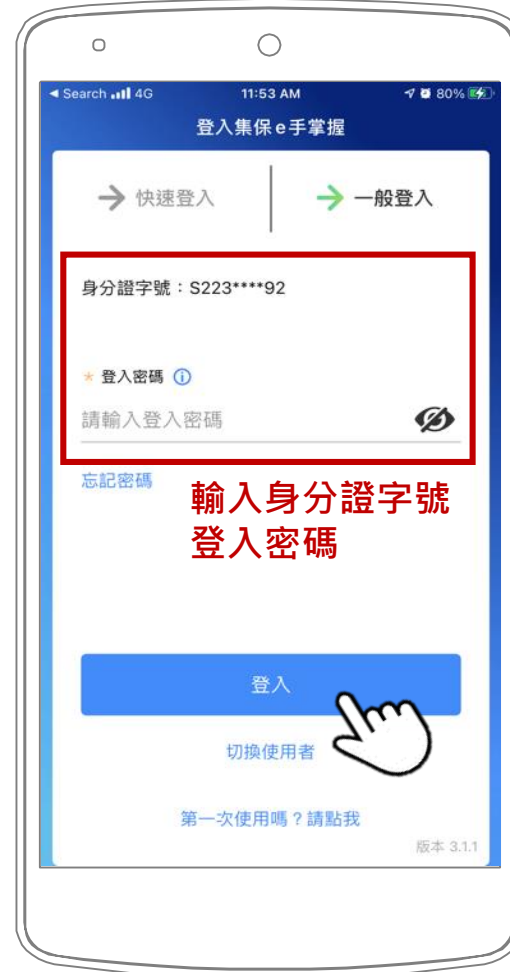 Search 4G 11:53 AM 80%
登入集保e手掌握
快速登入 一般登入
身分證字號：S223****92
* 登入密碼
請輸入登入密碼
忘記密碼
輸入身分證字號
登入密碼
登入
切換使用者
第一次使用嗎？請點我
版本 3.1.1